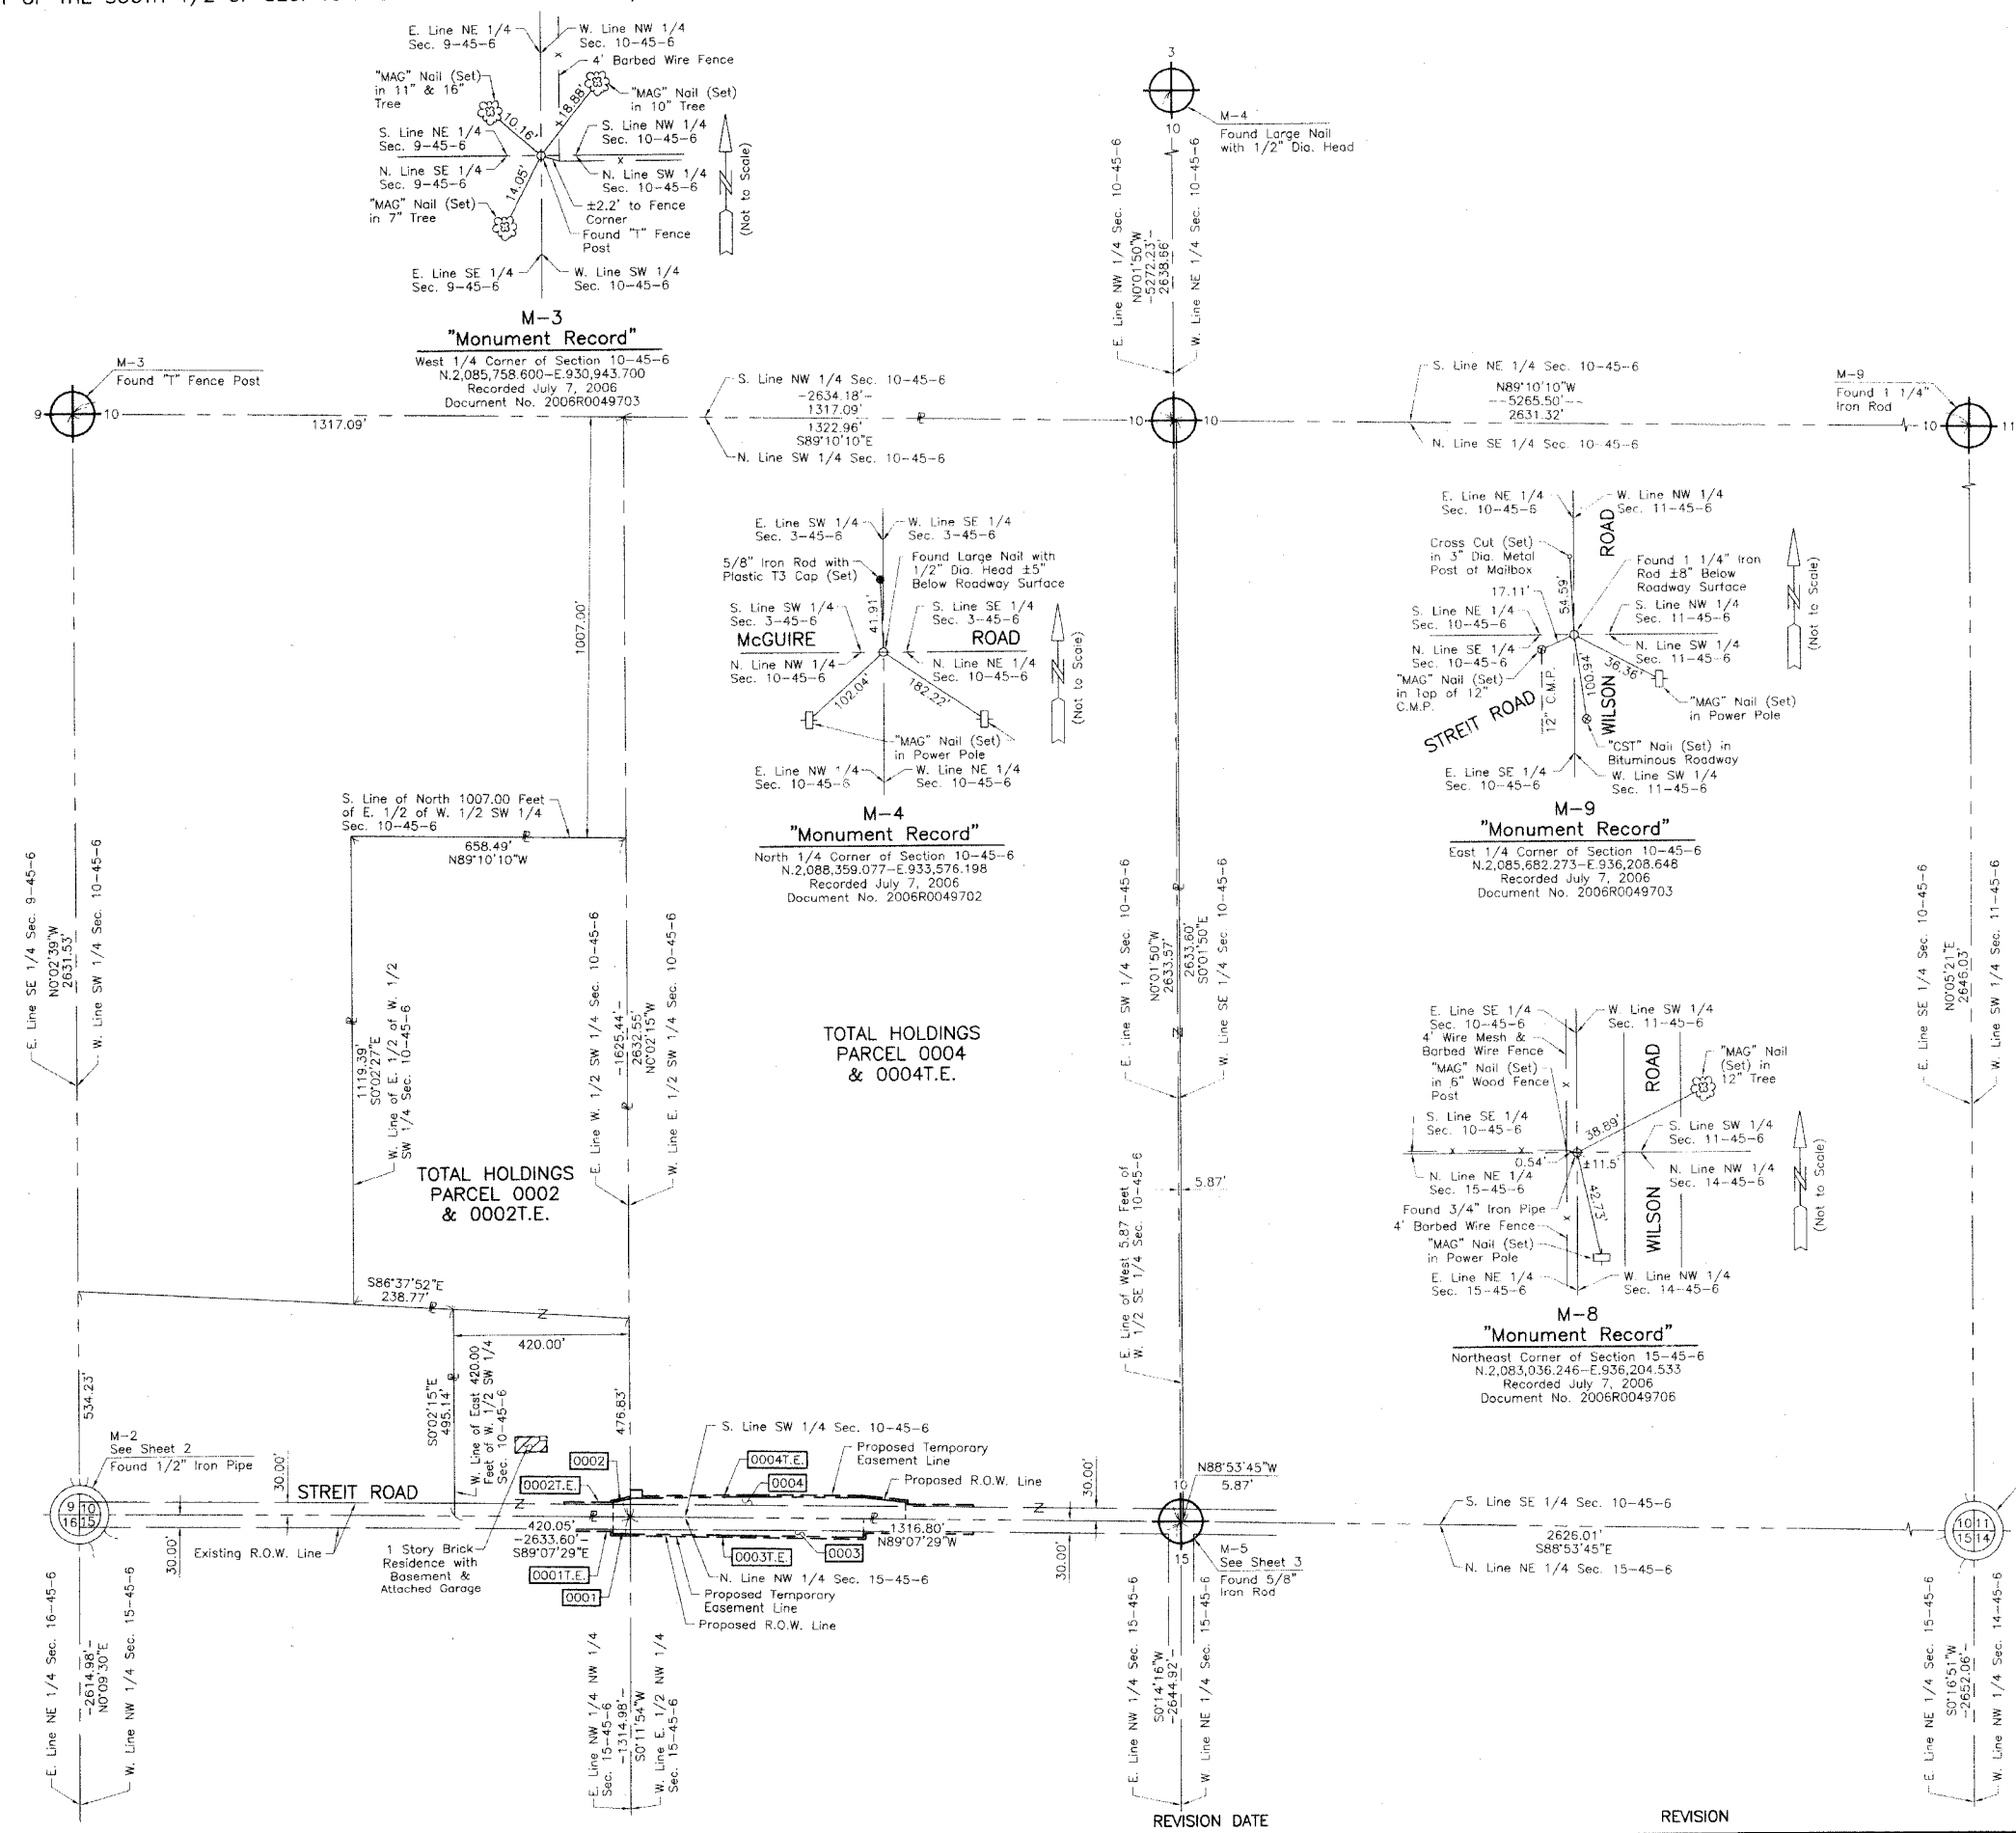 E. Line NE 1/4
Sec. 9-45-6
W. Line NW 1/4
Sec. 10-45-6
4' Barbed Wire Fence
"MAG" Nail (Set)
in 11" & 16"
Tree
"MAG" Nail (Set)
in 10" Tree
10.16'
18.88'
S. Line NE 1/4
Sec. 9-45-6
S. Line NW 1/4
Sec. 10-45-6
N. Line SE 1/4
Sec. 9-45-6
N. Line SW 1/4
Sec. 10-45-6
14.05'
"MAG" Nail (Set)
in 7" Tree
±2.2' to Fence
Corner
Found "T" Fence
Post
E. Line SE 1/4
Sec. 9-45-6
W. Line SW 1/4
Sec. 10-45-6
N
(Not to Scale)
M-3
"Monument Record"
West 1/4 Corner of Section 10-45-6
N.2,085,758.600-E.930,943.700
Recorded July 7, 2006
Document No. 2006R0049703
3
10
M-4
Found Large Nail
with 1/2" Dia. Head
E. Line NW 1/4 Sec. 10-45-6
N0°01'50"W
-5272.23'-
2638.66'
W. Line NE 1/4 Sec. 10-45-6
M-3
Found "T" Fence Post
9
10
1317.09'
S. Line NW 1/4 Sec. 10-45-6
-2634.18'-
1317.09'
1322.96'
S89°10'10"E
N. Line SW 1/4 Sec. 10-45-6
10
10
S. Line NE 1/4 Sec. 10-45-6
N89°10'10"W
--5265.50'--
2631.32'
N. Line SE 1/4 Sec. 10-45-6
M-9
Found 1 1/4"
Iron Rod
10
11
1007.00'
E. Line SW 1/4
Sec. 3-45-6
W. Line SE 1/4
Sec. 3-45-6
5/8" Iron Rod with
Plastic T3 Cap (Set)
Found Large Nail with
1/2" Dia. Head ±5"
Below Roadway Surface
41.91'
S. Line SW 1/4
Sec. 3-45-6
S. Line SE 1/4
Sec. 3-45-6
McGUIRE
ROAD
N. Line NW 1/4
Sec. 10-45-6
N. Line NE 1/4
Sec. 10-45-6
102.04'
182.22'
"MAG" Nail (Set)
in Power Pole
E. Line NW 1/4
Sec. 10-45-6
W. Line NE 1/4
Sec. 10-45-6
N
(Not to Scale)
M-4
"Monument Record"
North 1/4 Corner of Section 10-45-6
N.2,088,359.077-E.933,576.198
Recorded July 7, 2006
Document No. 2006R0049702
E. Line NE 1/4
Sec. 10-45-6
W. Line NW 1/4
Sec. 11-45-6
Cross Cut (Set)
in 3" Dia. Metal
Post of Mailbox
ROAD
Found 1 1/4" Iron
Rod ±8" Below
Roadway Surface
17.11'
54.59'
S. Line NE 1/4
Sec. 10-45-6
S. Line NW 1/4
Sec. 11-45-6
N. Line SE 1/4
Sec. 10-45-6
N. Line SW 1/4
Sec. 11-45-6
"MAG" Nail (Set)
in Top of 12"
C.M.P.
12" C.M.P.
100.94'
36.36'
WILSON
"MAG" Nail (Set)
in Power Pole
STREIT ROAD
"CST" Nail (Set) in
Bituminous Roadway
E. Line SE 1/4
Sec. 10-45-6
W. Line SW 1/4
Sec. 11-45-6
N
(Not to Scale)
M-9
"Monument Record"
East 1/4 Corner of Section 10-45-6
N.2,085,682.273-E.936,208.648
Recorded July 7, 2006
Document No. 2006R0049703
S. Line of North 1007.00 Feet
of E. 1/2 of W. 1/2 SW 1/4
Sec. 10-45-6
658.49'
N89°10'10"W
E. Line SE 1/4 Sec. 9-45-6
N0°02'39"W
2631.53'
W. Line SW 1/4 Sec. 10-45-6
1119.39'
S0°02'27"E
W. Line of E. 1/2 of W. 1/2
SW 1/4 Sec. 10-45-6
E. Line W. 1/2 SW 1/4 Sec. 10-45-6
-1625.44'-
2632.55'
N0°02'15"W
W. Line E. 1/2 SW 1/4 Sec. 10-45-6
TOTAL HOLDINGS
PARCEL 0004
& 0004T.E.
TOTAL HOLDINGS
PARCEL 0002
& 0002T.E.
E. Line SW 1/4 Sec. 10-45-6
N0°01'50"W
2633.57'
2633.60'
S0°01'50"E
W. Line SE 1/4 Sec. 10-45-6
E. Line of West 5.87 Feet of
W. 1/2 SE 1/4 Sec. 10-45-6
5.87'
E. Line SE 1/4 Sec. 10-45-6
N0°05'21"E
2646.03'
W. Line SW 1/4 Sec. 11-45-6
E. Line SE 1/4
Sec. 10-45-6
W. Line SW 1/4
Sec. 11-45-6
4' Wire Mesh &
Barbed Wire Fence
"MAG" Nail (Set)
in 6" Wood Fence
Post
ROAD
"MAG" Nail
(Set) in
12" Tree
S. Line SE 1/4
Sec. 10-45-6
38.89'
S. Line SW 1/4
Sec. 11-45-6
0.54'
±11.5'
N. Line NE 1/4
Sec. 15-45-6
N. Line NW 1/4
Sec. 14-45-6
Found 3/4" Iron Pipe
4' Barbed Wire Fence
42.73'
WILSON
"MAG" Nail (Set)
in Power Pole
E. Line NE 1/4
Sec. 15-45-6
W. Line NW 1/4
Sec. 14-45-6
N
(Not to Scale)
M-8
"Monument Record"
Northeast Corner of Section 15-45-6
N.2,083,036.246-E.936,204.533
Recorded July 7, 2006
Document No. 2006R0049706
S86°37'52"E
238.77'
420.00'
534.23'
S0°02'15"E
495.14'
W. Line of East 420.00
Feet of W. 1/2 SW 1/4
Sec. 10-45-6
476.83'
M-2
See Sheet 2
Found 1/2" Iron Pipe
9 10
16 15
30.00'
30.00'
STREIT ROAD
Existing R.O.W. Line
1 Story Brick
Residence with
Basement &
Attached Garage
0002
0002T.E.
S. Line SW 1/4 Sec. 10-45-6
0004T.E.
0004
Proposed Temporary
Easement Line
Proposed R.O.W. Line
420.05'
-2633.60'-
S89°07'29"E
0001T.E.
0001
0003T.E.
0003
1316.80'
N89°07'29"W
N. Line NW 1/4 Sec. 15-45-6
Proposed Temporary
Easement Line
Proposed R.O.W. Line
30.00'
30.00'
N88°53'45"W
5.87'
10
15
M-5
See Sheet 3
Found 5/8"
Iron Rod
S. Line SE 1/4 Sec. 10-45-6
2626.01'
S88°53'45"E
N. Line NE 1/4 Sec. 15-45-6
10 11
15 14
E. Line NE 1/4 Sec. 16-45-6
-2614.98'-
N0°09'30"E
W. Line NW 1/4 Sec. 15-45-6
E. Line NW 1/4 NW 1/4
Sec. 15-45-6
-1314.98'-
S0°11'54"W
W. Line E. 1/2 NW 1/4
Sec. 15-45-6
E. Line NW 1/4 Sec. 15-45-6
S0°14'16"W
-2644.92'-
W. Line NE 1/4 Sec. 15-45-6
E. Line NE 1/4 Sec. 15-45-6
S0°16'51"W
-2652.06'-
W. Line NW 1/4 Sec. 14-45-6
REVISION DATE
REVISION